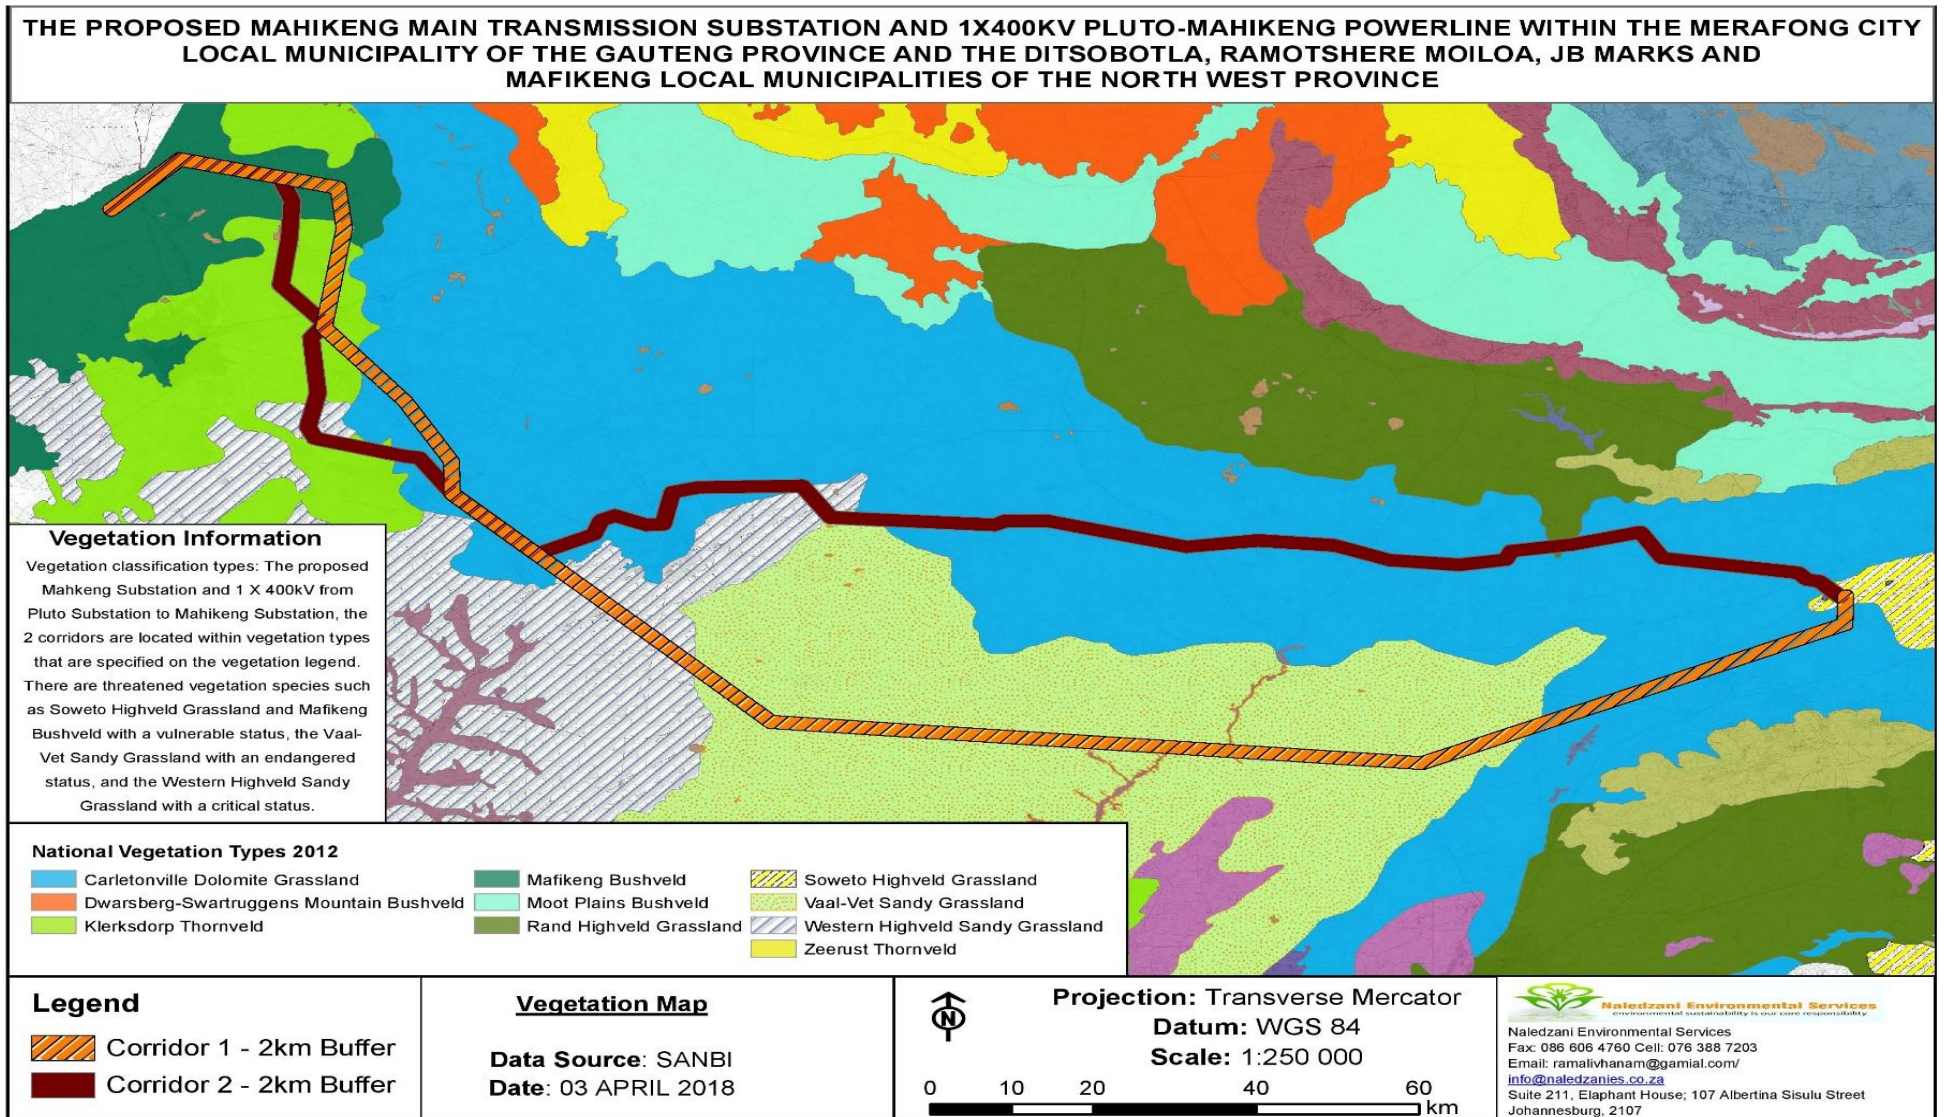 THE PROPOSED MAHIKENG MAIN TRANSMISSION SUBSTATION AND 1X400KV PLUTO-MAHIKENG POWERLINE WITHIN THE MERAFONG CITY
LOCAL MUNICIPALITY OF THE GAUTENG PROVINCE AND THE DITSOBOTLA, RAMOTSHERE MOILOA, JB MARKS AND
MAFIKENG LOCAL MUNICIPALITIES OF THE NORTH WEST PROVINCE
Vegetation Information
Vegetation classification types: The proposed
Mahkeng Substation and 1 X 400kV from
Pluto Substation to Mahikeng Substation, the
2 corridors are located within vegetation types
that are specified on the vegetation legend.
There are threatened vegetation species such
as Soweto Highveld Grassland and Mafikeng
Bushveld with a vulnerable status, the Vaal-
Vet Sandy Grassland with an endangered
status, and the Western Highveld Sandy
Grassland with a critical status.
National Vegetation Types 2012
Carletonville Dolomite Grassland
Dwarsberg-Swartruggens Mountain Bushveld
Klerksdorp Thornveld
Mafikeng Bushveld
Moot Plains Bushveld
Rand Highveld Grassland
Soweto Highveld Grassland
Vaal-Vet Sandy Grassland
Western Highveld Sandy Grassland
Zeerust Thornveld
Legend
Corridor 1 - 2km Buffer
Corridor 2 - 2km Buffer
Vegetation Map
Data Source: SANBI
Date: 03 APRIL 2018
N
Projection: Transverse Mercator
Datum: WGS 84
Scale: 1:250 000
0 10 20 40 60
km
Naledzani Environmental Services
environmental sustainability is our core responsibility
Naledzani Environmental Services
Fax: 086 606 4760 Cell: 076 388 7203
Email: ramalivhanam@gamial.com/
info@naledzanies.co.za
Suite 211, Elaphant House; 107 Albertina Sisulu Street
Johannesburg, 2107